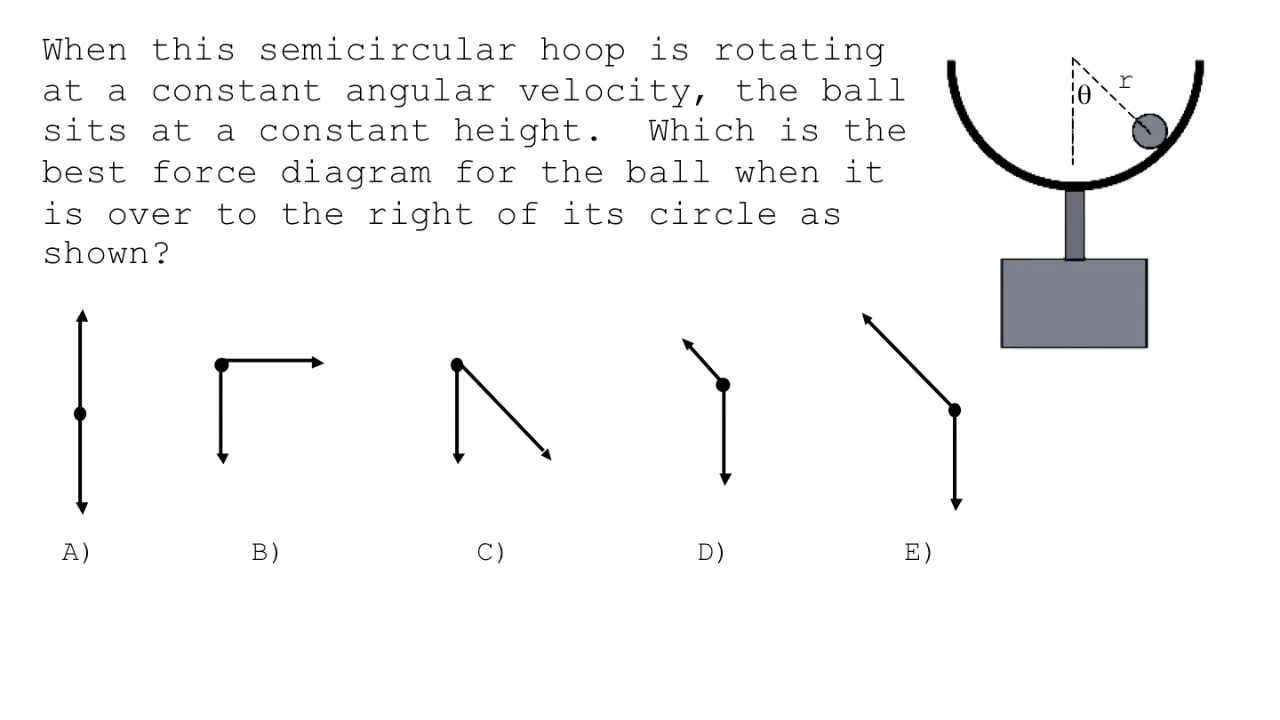 When this semicircular hoop is rotating
at a constant angular velocity, the ball
sits at a constant height.  Which is the
best force diagram for the ball when it
is over to the right of its circle as
shown?
r
θ
A) B) C) D) E)